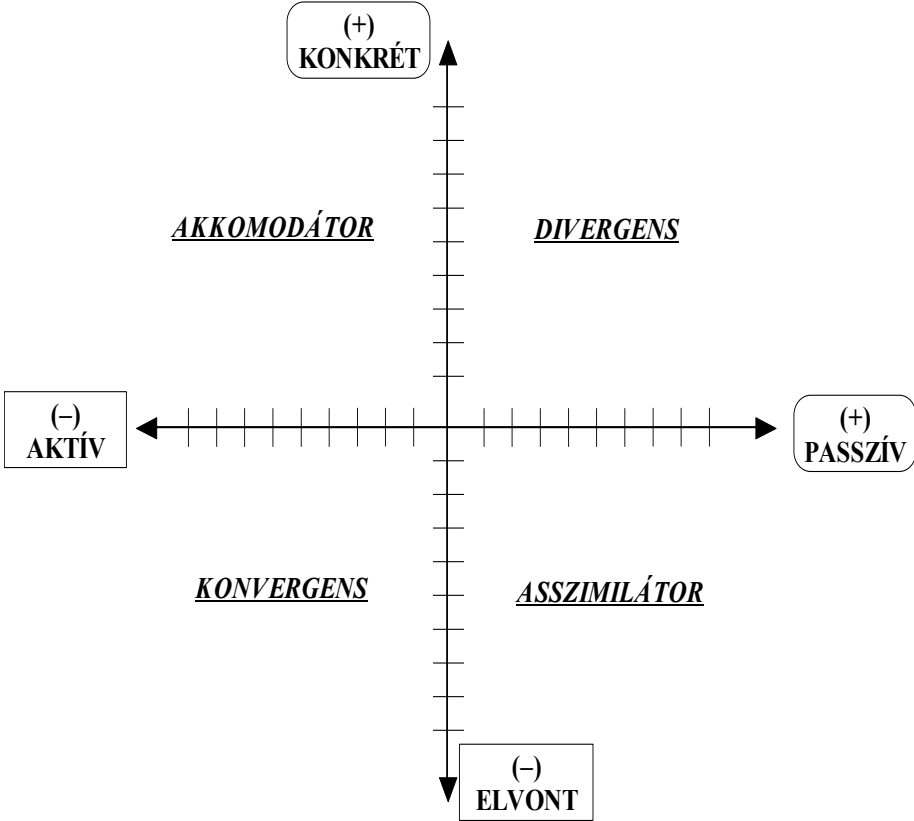 (+)
KONKRÉT
AKKOMODÁTOR
DIVERGENS
(–)
AKTÍV
(+)
PASSZÍV
KONVERGENS
ASSZIMILÁTOR
(–)
ELVONT